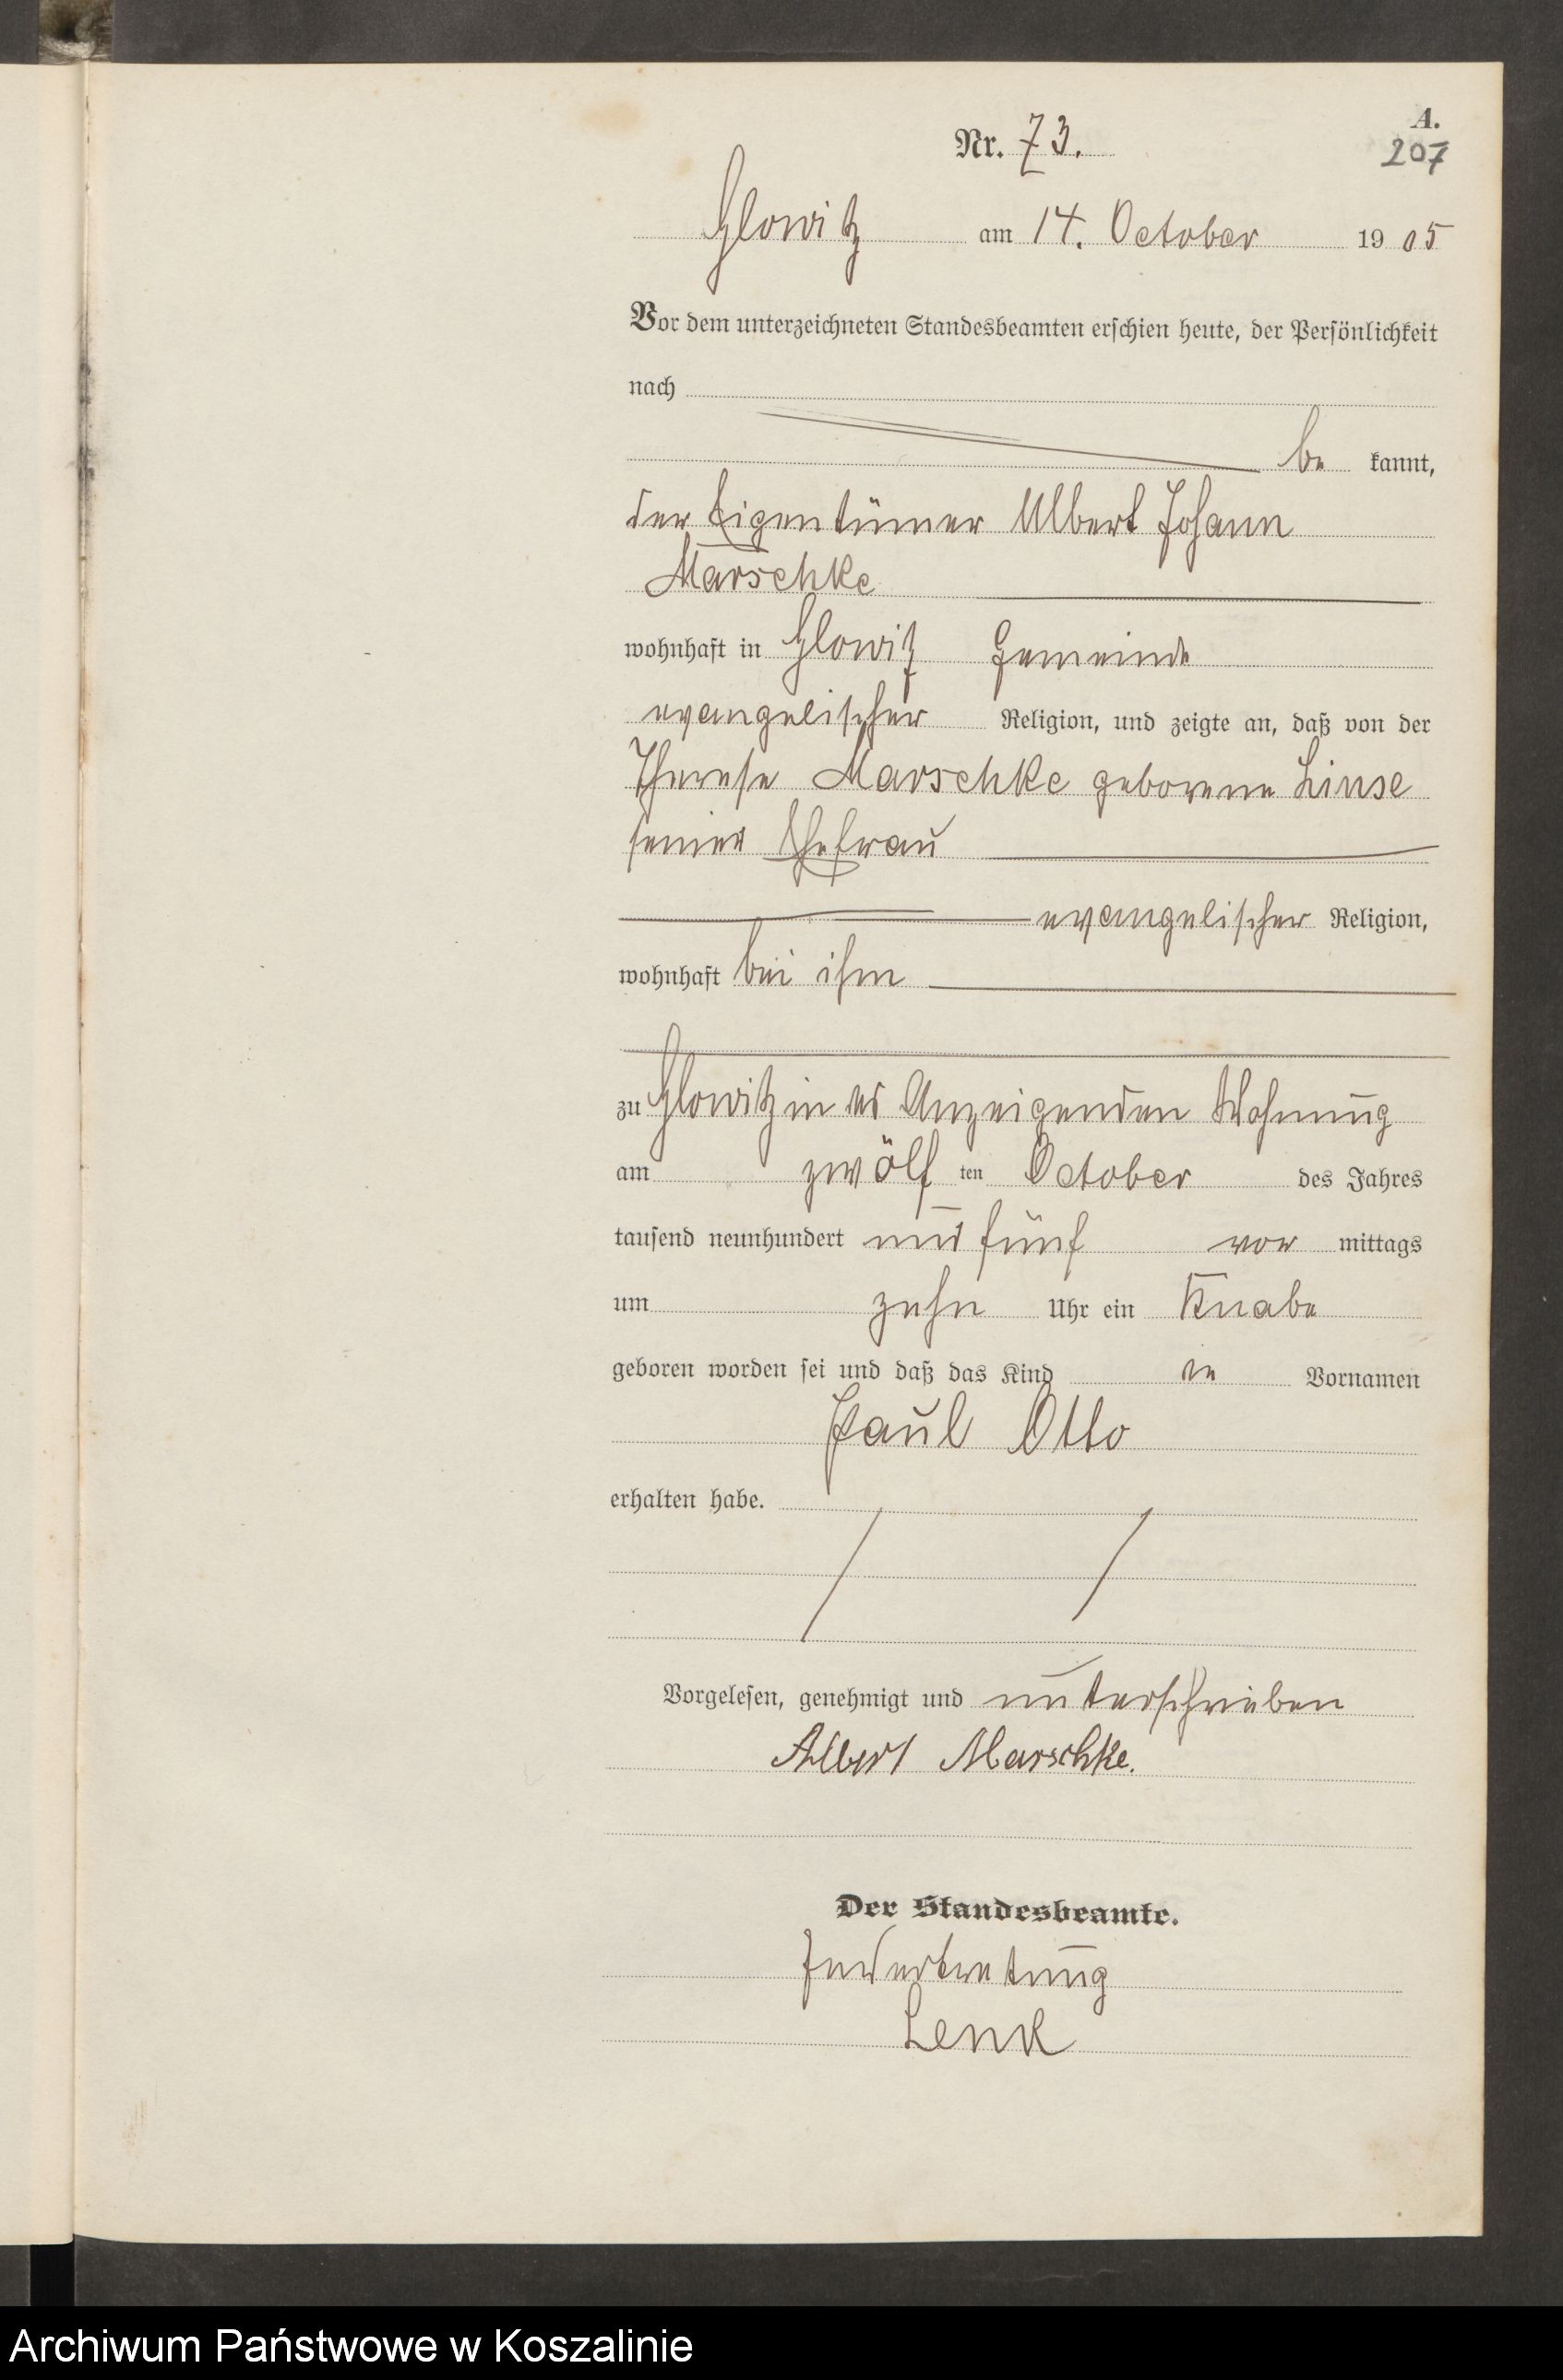 A.
Nr. 73.
207
Glowitz am 14. October 1905
Vor dem unterzeichneten Standesbeamten erschien heute, der Persönlichkeit
nach
be kannt,
der Eigentümer Albert Johann
Marschke
wohnhaft in Glowitz Gemeinde
evangelischer Religion, und zeigte an, daß von der
Therese Marschke geborene Linse
seiner Ehefrau
evangelischer Religion,
wohnhaft bei ihm
zu Glowitz in des Anzeigenden Wohnung
am zwölf ten October des Jahres
tausend neunhundert und fünf vor mittags
um zehn Uhr ein Knabe
geboren worden sei und daß das Kind die Vornamen
Paul Otto
erhalten habe.
Vorgelesen, genehmigt und unterschrieben
Albert Marschke.
Der Standesbeamte.
In Vertretung
Lenk
Archiwum Państwowe w Koszalinie